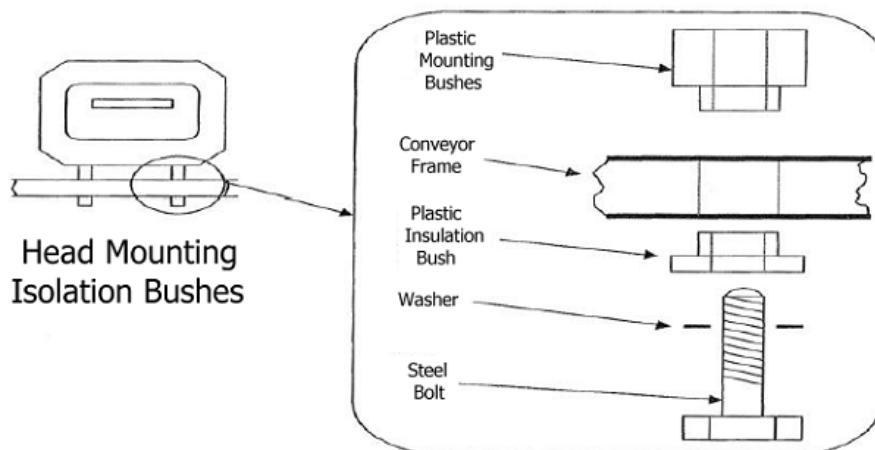 Plastic
Mounting
Bushes
Conveyor
Frame
Plastic
Insulation
Bush
Washer
Steel
Bolt
Head Mounting
Isolation Bushes